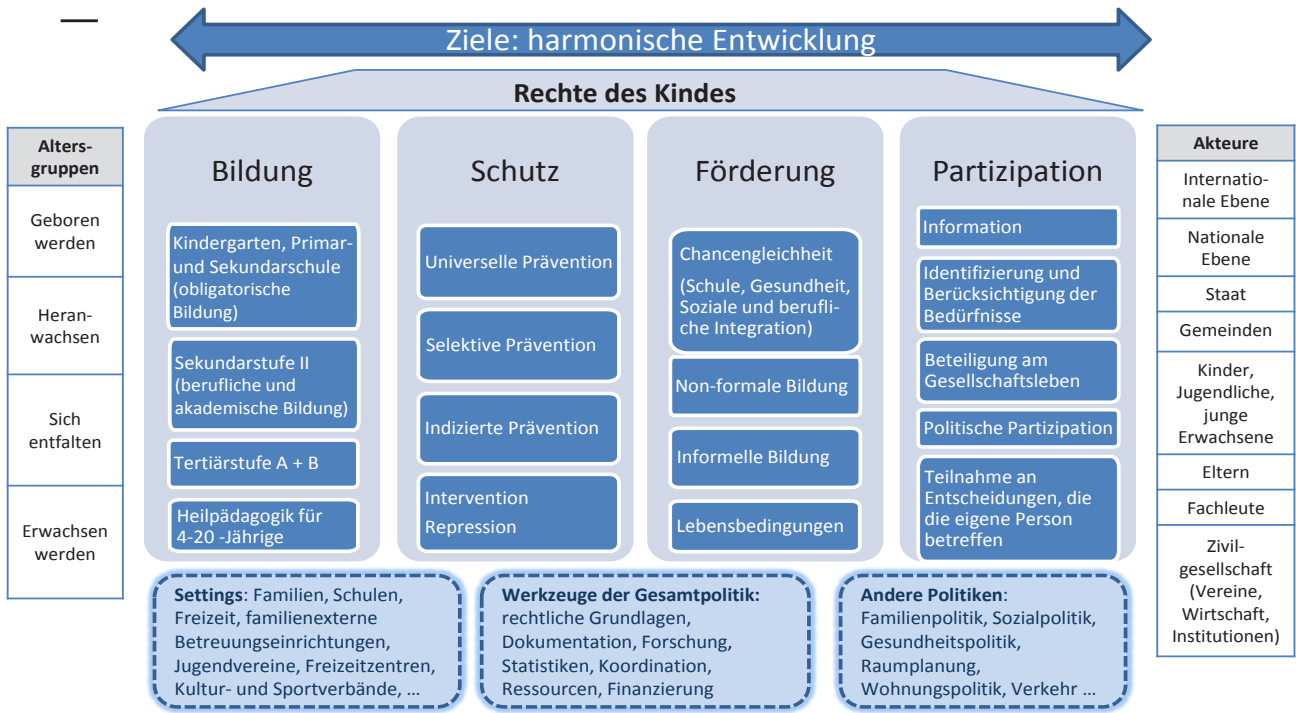 Ziele: harmonische Entwicklung
Rechte des Kindes
Alters-
gruppen
Geboren
werden
Heran-
wachsen
Sich
entfalten
Erwachsen
werden
Bildung
Kindergarten, Primar-
und Sekundarschule
(obligatorische
Bildung)
Sekundarstufe II
(berufliche und
akademische Bildung)
Tertiärstufe A + B
Heilpädagogik für
4-20 -Jährige
Schutz
Universelle Prävention
Selektive Prävention
Indizierte Prävention
Intervention
Repression
Förderung
Chancengleichheit
(Schule, Gesundheit,
Soziale und berufli-
che Integration)
Non-formale Bildung
Informelle Bildung
Lebensbedingungen
Partizipation
Information
Identifizierung und
Berücksichtigung der
Bedürfnisse
Beteiligung am
Gesellschaftsleben
Politische Partizipation
Teilnahme an
Entscheidungen, die
die eigene Person
betreffen
Akteure
Internatio-
nale Ebene
Nationale
Ebene
Staat
Gemeinden
Kinder,
Jugendliche,
junge
Erwachsene
Eltern
Fachleute
Zivil-
gesellschaft
(Vereine,
Wirtschaft,
Institutionen)
Settings: Familien, Schulen,
Freizeit, familienexterne
Betreuungseinrichtungen,
Jugendvereine, Freizeitzentren,
Kultur- und Sportverbände, ...
Werkzeuge der Gesamtpolitik:
rechtliche Grundlagen,
Dokumentation, Forschung,
Statistiken, Koordination,
Ressourcen, Finanzierung
Andere Politiken:
Familienpolitik, Sozialpolitik,
Gesundheitspolitik,
Raumplanung,
Wohnungspolitik, Verkehr ...